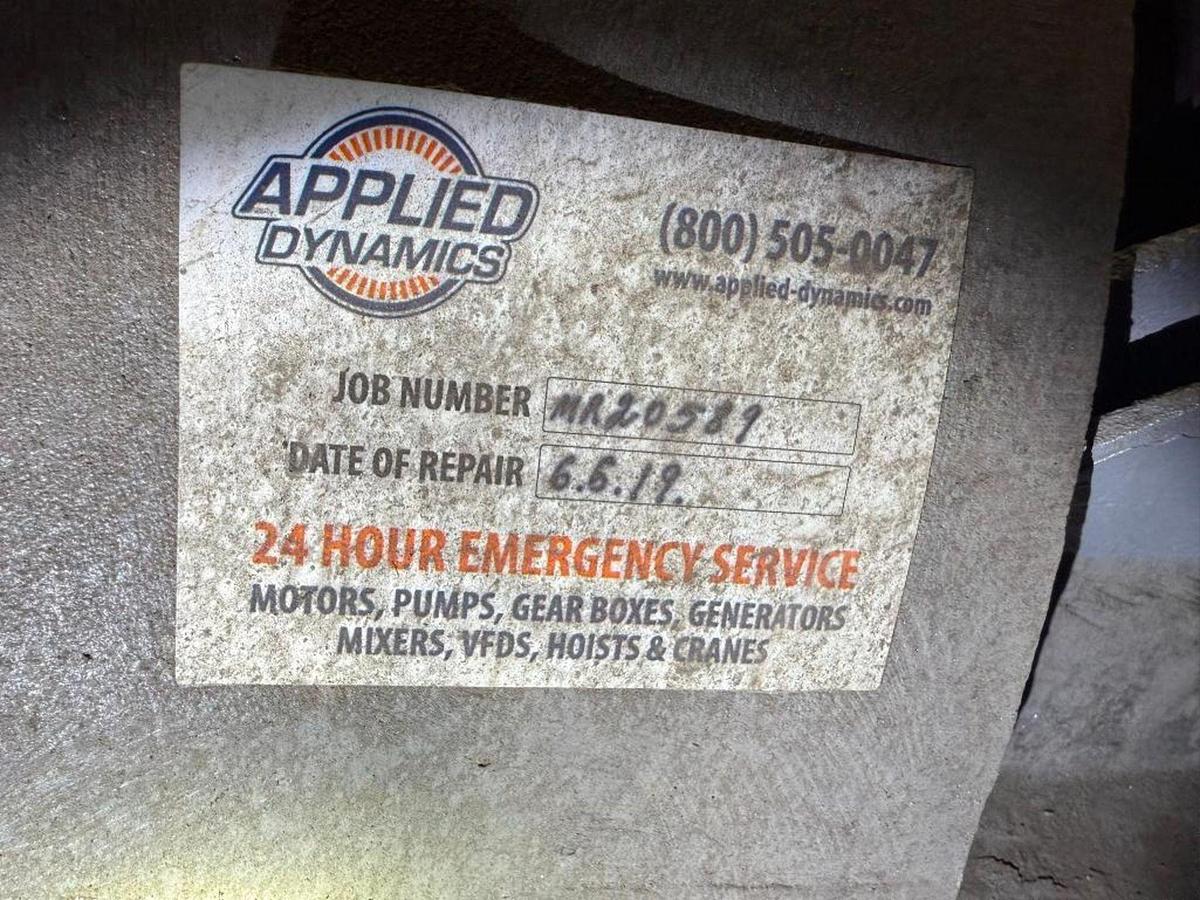 APPLIED
DYNAMICS
(800) 505-0047
www.applied-dynamics.com
JOB NUMBER MR20589
DATE OF REPAIR 6.6.19.
24 HOUR EMERGENCY SERVICE
MOTORS, PUMPS, GEAR BOXES, GENERATORS
MIXERS, VFDS, HOISTS & CRANES